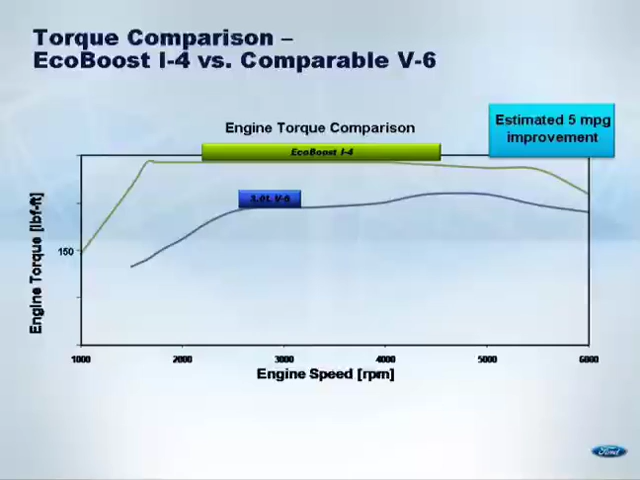 Torque Comparison –
EcoBoost I-4 vs. Comparable V-6
Estimated 5 mpg
improvement
Engine Torque Comparison
EcoBoost I-4
3.0L V-6
Engine Torque [lbf-ft]
150
1000 2000 3000 4000 5000 6000
Engine Speed [rpm]
Ford